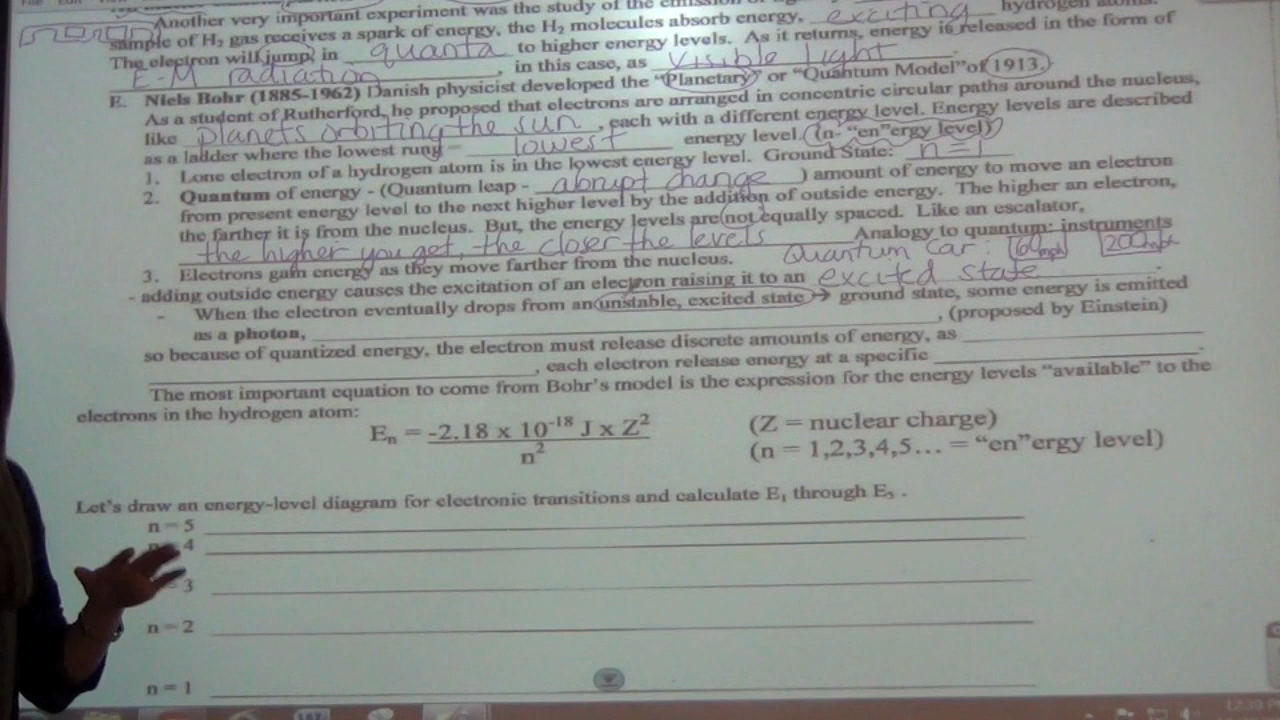 Another very important experiment was the study of the emission of
sample of H₂ gas receives a spark of energy, the H₂ molecules absorb energy, exciting hydrogen atoms.
The electron will jump in quanta to higher energy levels. As it returns, energy is released in the form of
E-M radiation, in this case, as visible light.
E. Niels Bohr (1885-1962) Danish physicist developed the "Planetary" or "Quantum Model" of 1913.
As a student of Rutherford, he proposed that electrons are arranged in concentric circular paths around the nucleus,
like planets orbiting the sun, each with a different energy level. Energy levels are described
as a ladder where the lowest rung = lowest energy level. (n- "en"ergy level)
1. Lone electron of a hydrogen atom is in the lowest energy level. Ground State: n=1
2. Quantum of energy - (Quantum leap - abrupt change) amount of energy to move an electron
from present energy level to the next higher level by the addition of outside energy. The higher an electron,
the farther it is from the nucleus. But, the energy levels are not equally spaced. Like an escalator,
the higher you get, the closer the levels Analogy to quantum: instruments
Quantum Car: 60mph 200mph
3. Electrons gain energy as they move farther from the nucleus.
- adding outside energy causes the excitation of an electron raising it to an excited state.
- When the electron eventually drops from an unstable, excited state → ground state, some energy is emitted
as a photon, , (proposed by Einstein)
so because of quantized energy, the electron must release discrete amounts of energy, as
, each electron release energy at a specific .
The most important equation to come from Bohr's model is the expression for the energy levels "available" to the
electrons in the hydrogen atom:
Eₙ = -2.18 x 10⁻¹⁸ J x Z² (Z = nuclear charge)
n² (n = 1,2,3,4,5... = "en"ergy level)
Let's draw an energy-level diagram for electronic transitions and calculate E₁ through E₅ .
n = 5
4
= 3
n = 2
n = 1
12:39